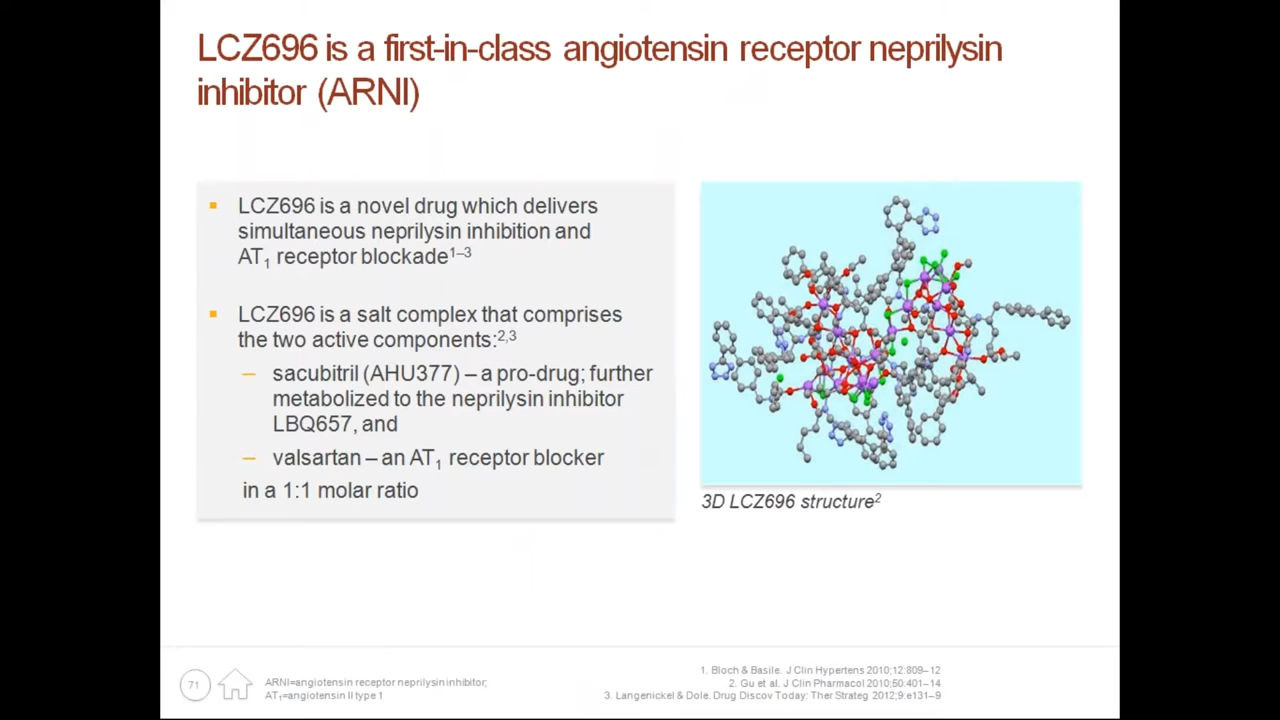 LCZ696 is a first-in-class angiotensin receptor neprilysin
inhibitor (ARNI)
▪ LCZ696 is a novel drug which delivers
simultaneous neprilysin inhibition and
AT₁ receptor blockade¹⁻³
▪ LCZ696 is a salt complex that comprises
the two active components:²,³
– sacubitril (AHU377) – a pro-drug; further
metabolized to the neprilysin inhibitor
LBQ657, and
– valsartan – an AT₁ receptor blocker
in a 1:1 molar ratio
3D LCZ696 structure²
71
ARNI=angiotensin receptor neprilysin inhibitor;
AT₁=angiotensin II type 1
1. Bloch & Basile. J Clin Hypertens 2010;12:809–12
2. Gu et al. J Clin Pharmacol 2010;50:401–14
3. Langenickel & Dole. Drug Discov Today: Ther Strateg 2012;9:e131–9